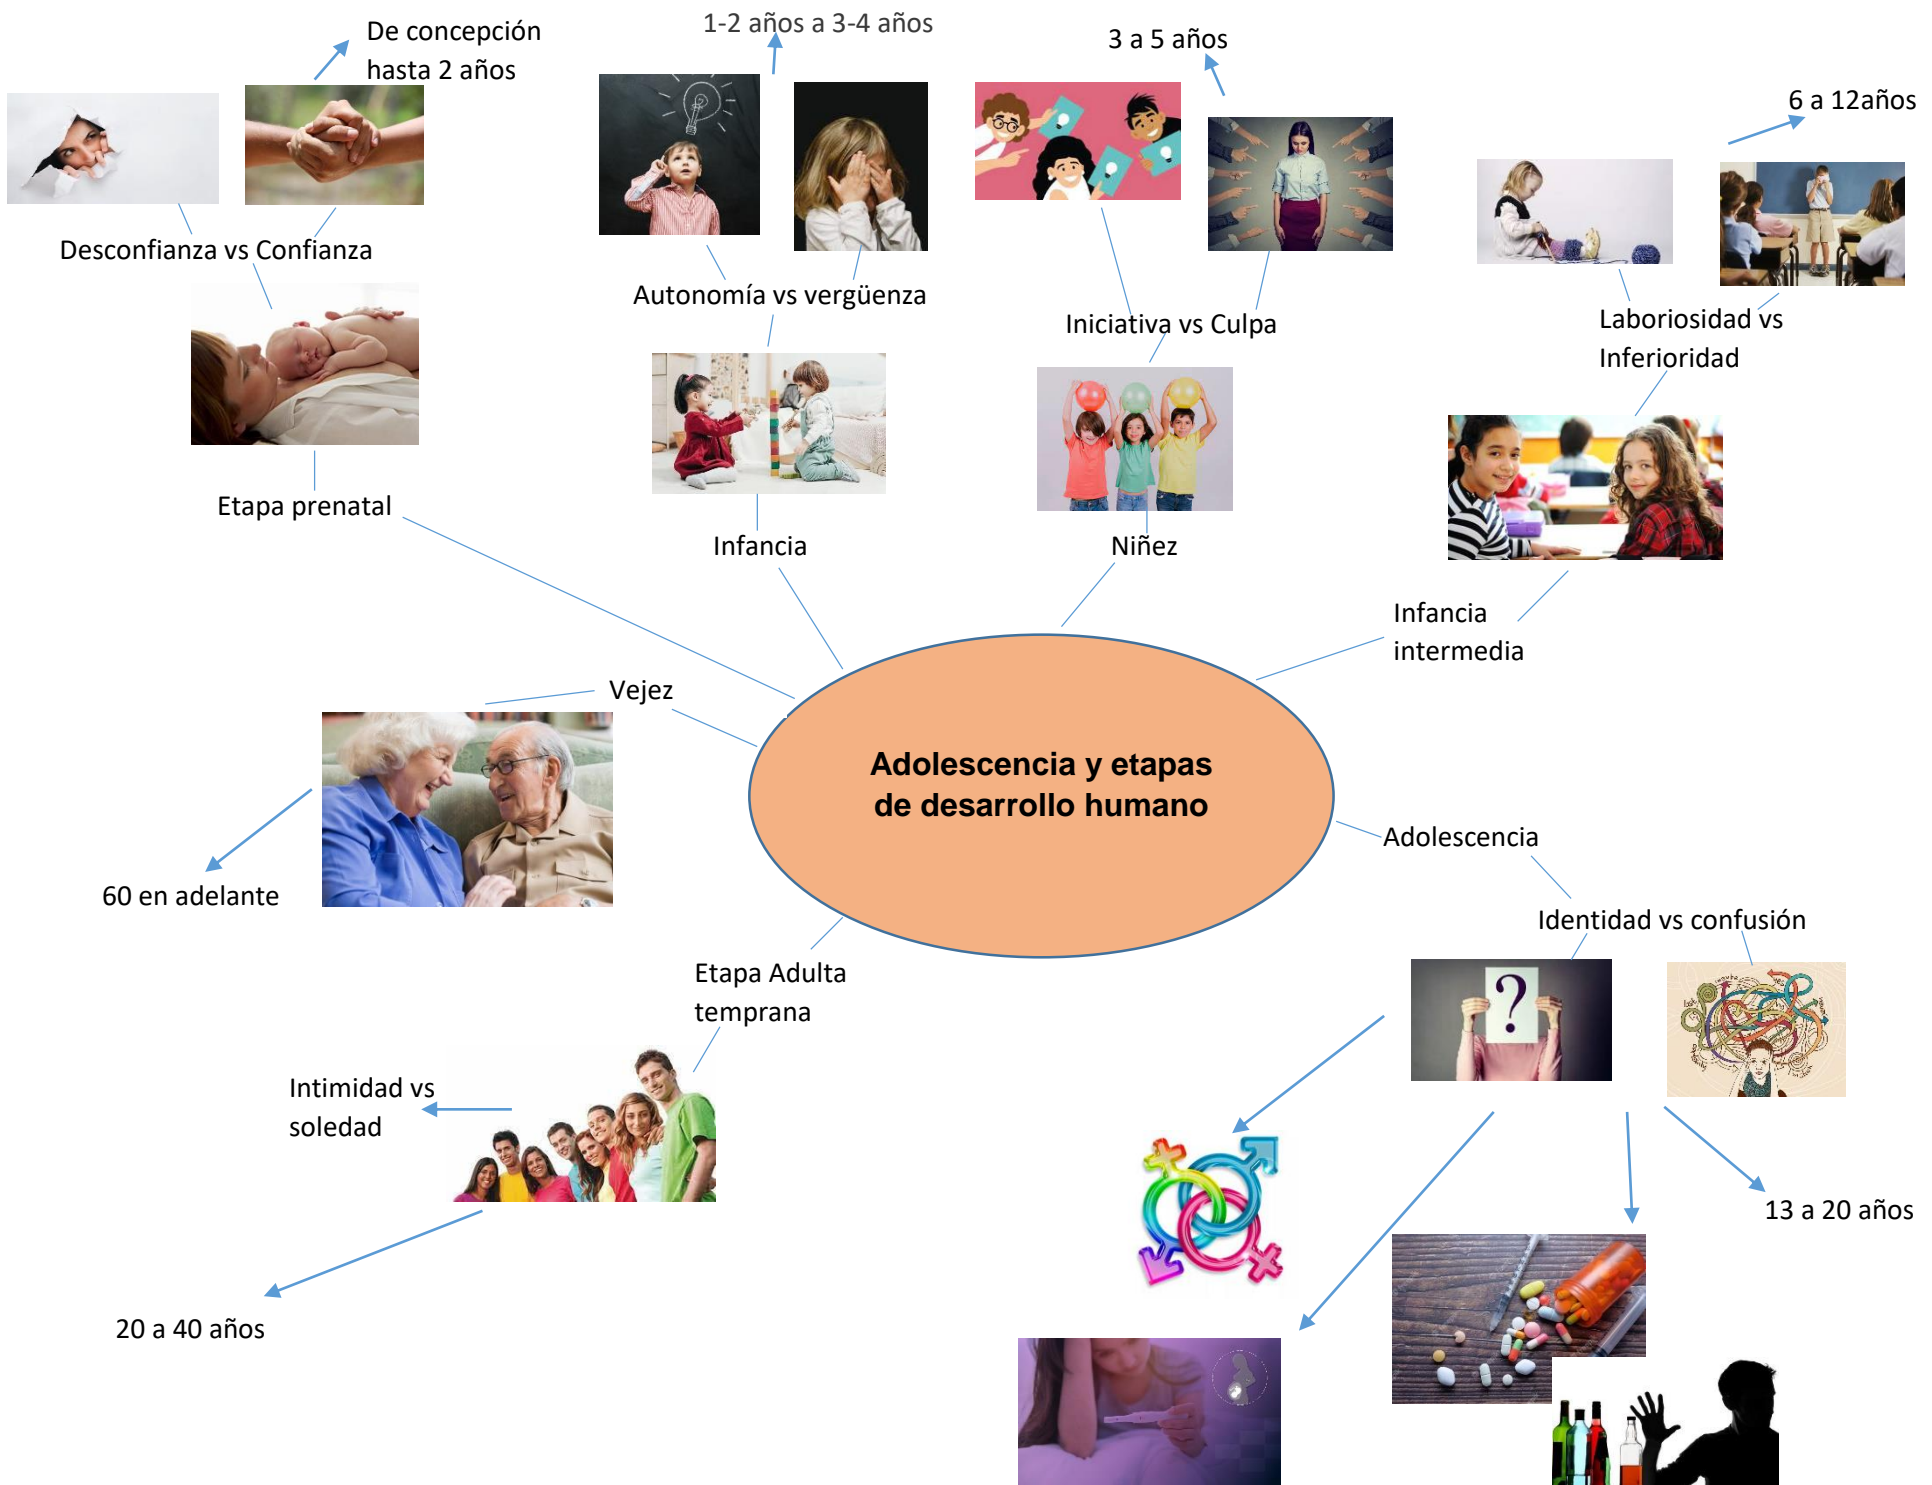 De concepción
hasta 2 años
1-2 años a 3-4 años
3 a 5 años
6 a 12años
Desconfianza vs Confianza
Autonomía vs vergüenza
Iniciativa vs Culpa
Laboriosidad vs
Inferioridad
Etapa prenatal
Infancia
Niñez
Infancia
intermedia
Vejez
Adolescencia y etapas
de desarrollo humano
Adolescencia
60 en adelante
Identidad vs confusión
Etapa Adulta
temprana
?
Intimidad vs
soledad
13 a 20 años
20 a 40 años